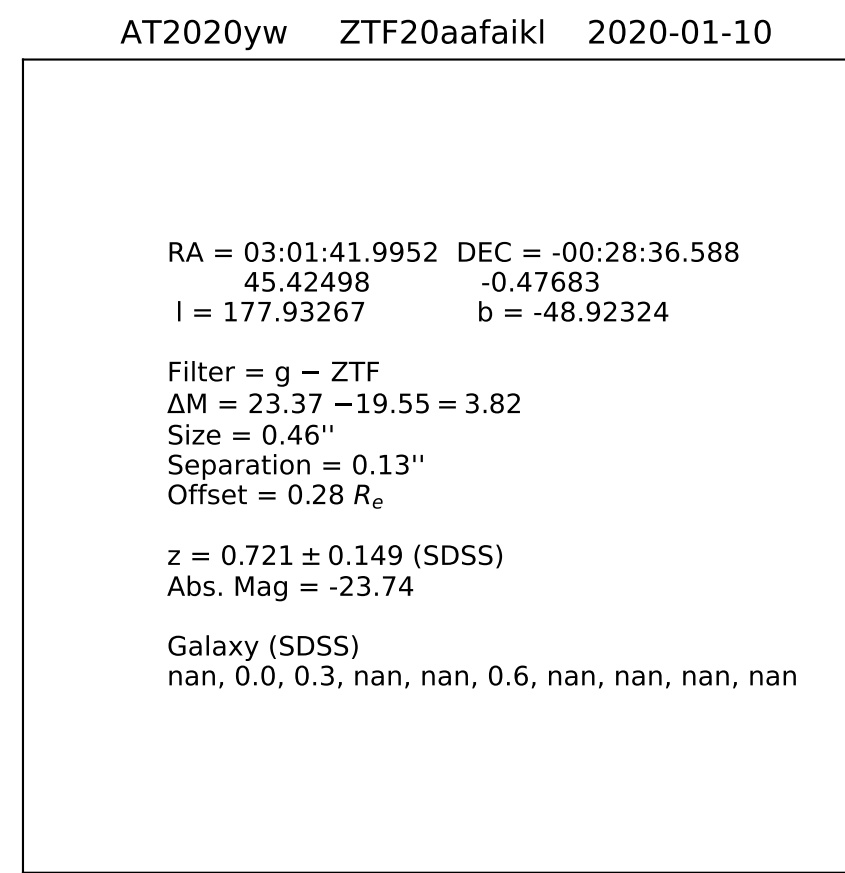 AT2020yw ZTF20aafaikl 2020-01-10
RA = 03:01:41.9952 DEC = -00:28:36.588
45.42498 -0.47683
l = 177.93267 b = -48.92324
Filter = g − ZTF
ΔM = 23.37 −19.55 = 3.82
Size = 0.46''
Separation = 0.13''
Offset = 0.28 Rₑ
z = 0.721 ± 0.149 (SDSS)
Abs. Mag = -23.74
Galaxy (SDSS)
nan, 0.0, 0.3, nan, nan, 0.6, nan, nan, nan, nan